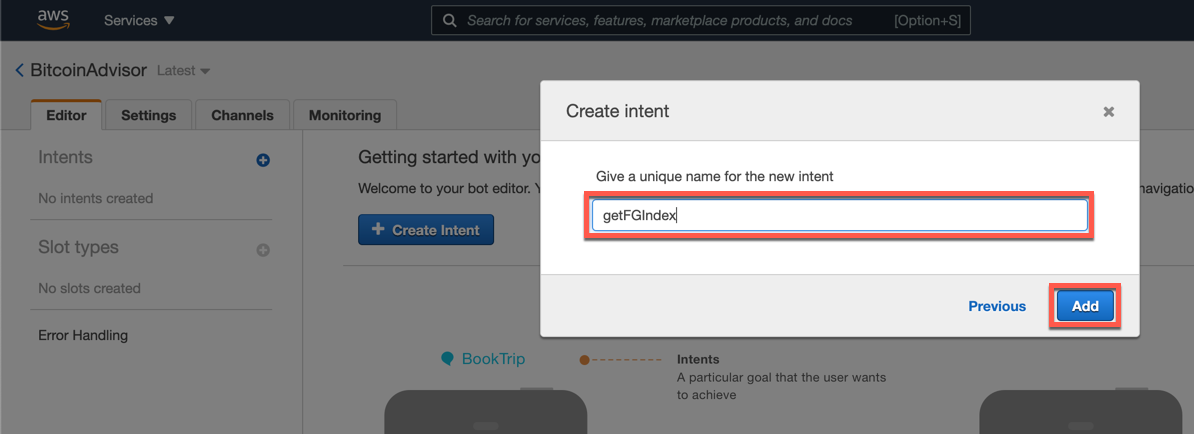 aws
Services
Search for services, features, marketplace products, and docs [Option+S]
BitcoinAdvisor Latest
Editor Settings Channels Monitoring
Intents
No intents created
Slot types
No slots created
Error Handling
Getting started with yo
Welcome to your bot editor. Y
navigatio
Create Intent
Create intent
Give a unique name for the new intent
getFGIndex
Previous Add
BookTrip
Intents
A particular goal that the user wants
to achieve